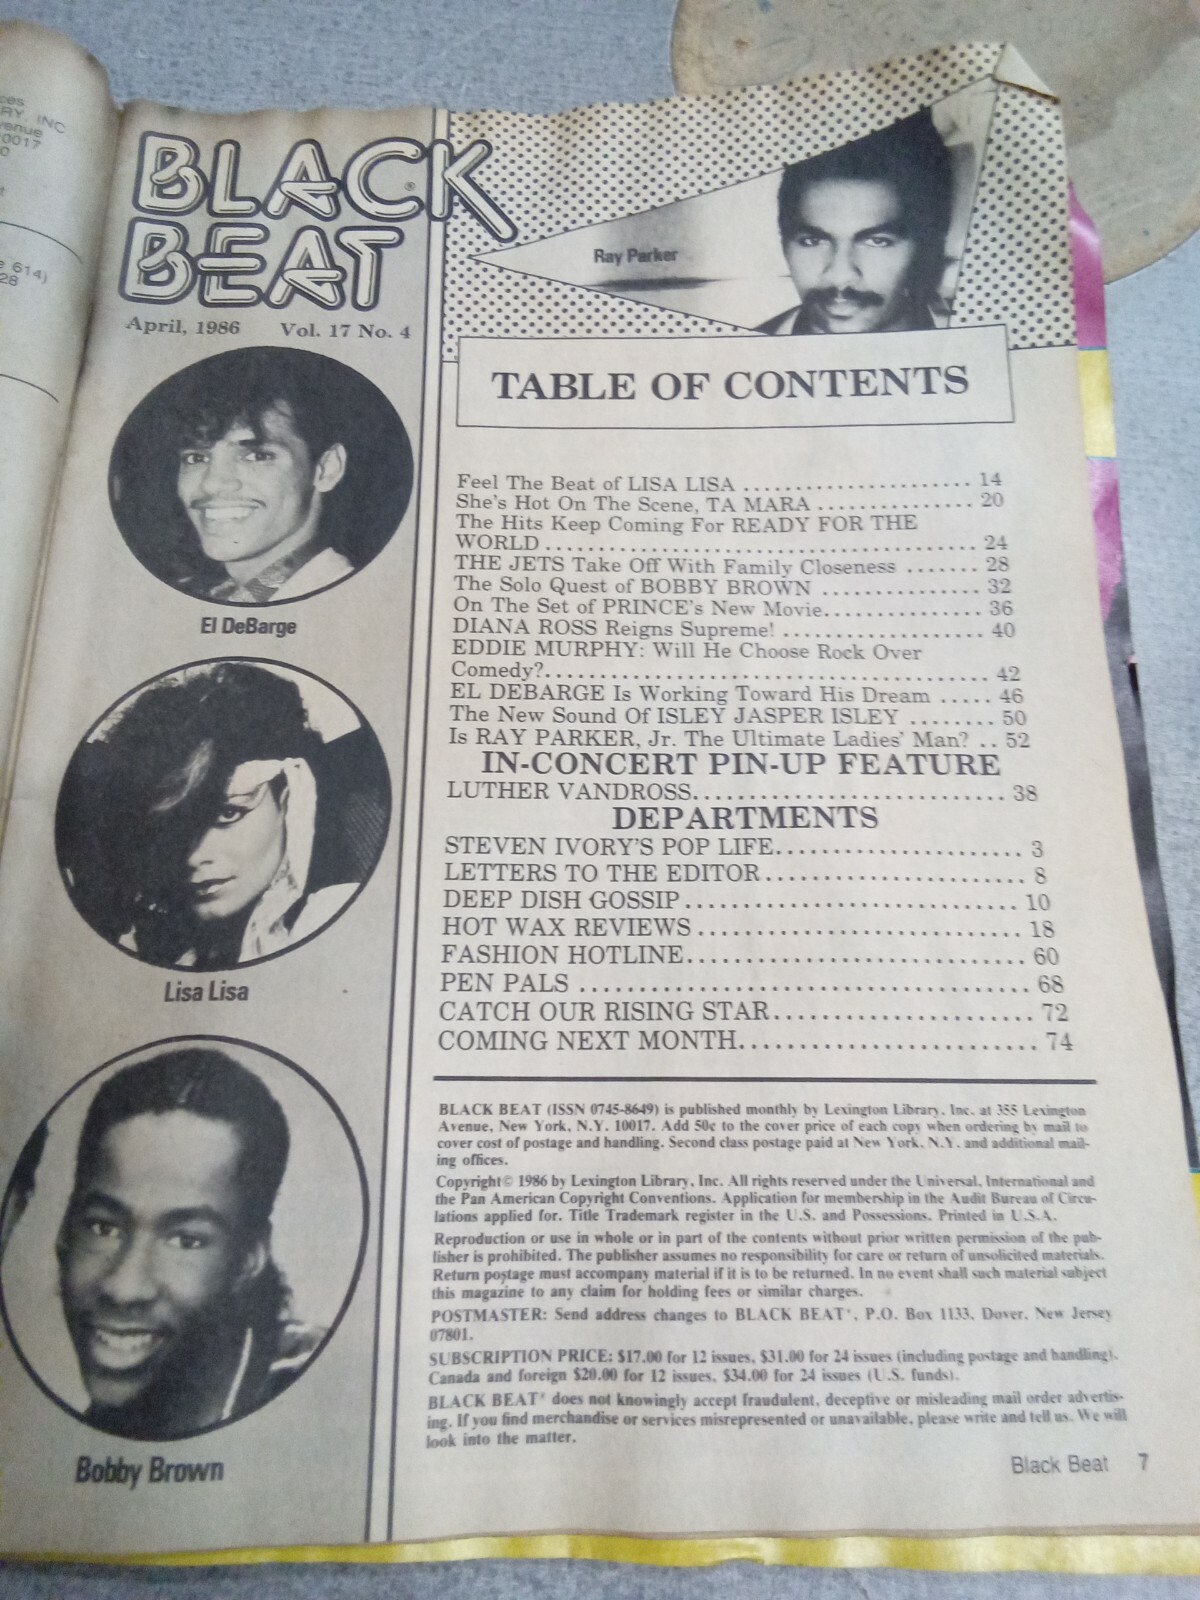 ces
RY, INC
venue
0017
0
t
e 614)
28
BLACK
BEAT
®
April, 1986 Vol. 17 No. 4
El DeBarge
Lisa Lisa
Bobby Brown
Ray Parker
TABLE OF CONTENTS
Feel The Beat of LISA LISA ..................... 14
She's Hot On The Scene, TA MARA ............... 20
The Hits Keep Coming For READY FOR THE
WORLD ........................................ 24
THE JETS Take Off With Family Closeness ....... 28
The Solo Quest of BOBBY BROWN ............... 32
On The Set of PRINCE's New Movie............... 36
DIANA ROSS Reigns Supreme! ................... 40
EDDIE MURPHY: Will He Choose Rock Over
Comedy?....................................... 42
EL DEBARGE Is Working Toward His Dream ..... 46
The New Sound Of ISLEY JASPER ISLEY ........ 50
Is RAY PARKER, Jr. The Ultimate Ladies' Man? .. 52
IN-CONCERT PIN-UP FEATURE
LUTHER VANDROSS............................ 38
DEPARTMENTS
STEVEN IVORY'S POP LIFE...................... 3
LETTERS TO THE EDITOR ....................... 8
DEEP DISH GOSSIP.............................. 10
HOT WAX REVIEWS ............................. 18
FASHION HOTLINE.............................. 60
PEN PALS ...................................... 68
CATCH OUR RISING STAR....................... 72
COMING NEXT MONTH.......................... 74
BLACK BEAT (ISSN 0745-8649) is published monthly by Lexington Library, Inc. at 355 Lexington
Avenue, New York, N.Y. 10017. Add 50¢ to the cover price of each copy when ordering by mail to
cover cost of postage and handling. Second class postage paid at New York, N.Y. and additional mail-
ing offices.
Copyright© 1986 by Lexington Library, Inc. All rights reserved under the Universal, International and
the Pan American Copyright Conventions. Application for membership in the Audit Bureau of Circu-
lations applied for. Title Trademark register in the U.S. and Possessions. Printed in U.S.A.
Reproduction or use in whole or in part of the contents without prior written permission of the pub-
lisher is prohibited. The publisher assumes no responsibility for care or return of unsolicited materials.
Return postage must accompany material if it is to be returned. In no event shall such material subject
this magazine to any claim for holding fees or similar charges.
POSTMASTER: Send address changes to BLACK BEAT®, P.O. Box 1133, Dover, New Jersey
07801.
SUBSCRIPTION PRICE: $17.00 for 12 issues, $31.00 for 24 issues (including postage and handling).
Canada and foreign $20.00 for 12 issues, $34.00 for 24 issues (U.S. funds).
BLACK BEAT® does not knowingly accept fraudulent, deceptive or misleading mail order advertis-
ing. If you find merchandise or services misrepresented or unavailable, please write and tell us. We will
look into the matter.
Black Beat 7